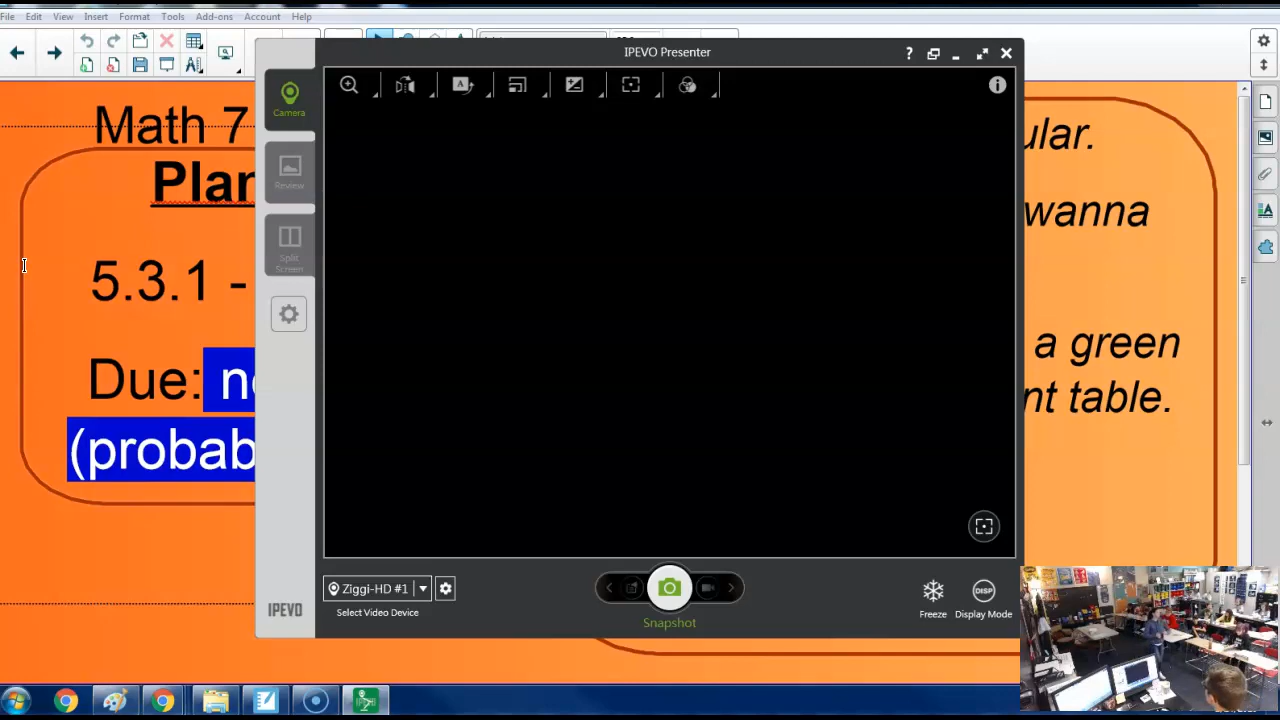 File Edit View Insert Format Tools Add-ons Account Help
IPEVO Presenter
?
Camera
Review
Split
Screen
IPEVO
Ziggi-HD #1
Select Video Device
Snapshot
Freeze
DISP
Display Mode
Math 7
Plan
5.3.1 -
Due: n
(probab
ular.
wanna
a green
nt table.